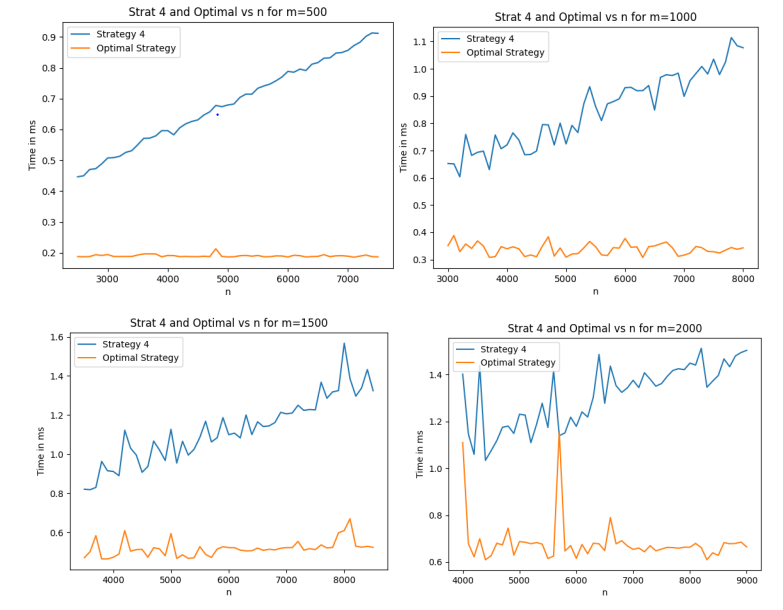 Strat 4 and Optimal vs n for m=500
Strategy 4
Optimal Strategy
0.9
0.8
0.7
0.6
0.5
0.4
0.3
0.2
Time in ms
3000 4000 5000 6000 7000
n
Strat 4 and Optimal vs n for m=1000
Strategy 4
Optimal Strategy
1.1
1.0
0.9
0.8
0.7
0.6
0.5
0.4
0.3
Time in ms
3000 4000 5000 6000 7000 8000
n
Strat 4 and Optimal vs n for m=1500
Strategy 4
Optimal Strategy
1.6
1.4
1.2
1.0
0.8
0.6
Time in ms
4000 5000 6000 7000 8000
n
Strat 4 and Optimal vs n for m=2000
Strategy 4
Optimal Strategy
1.4
1.2
1.0
0.8
0.6
Time in ms
4000 5000 6000 7000 8000 9000
n